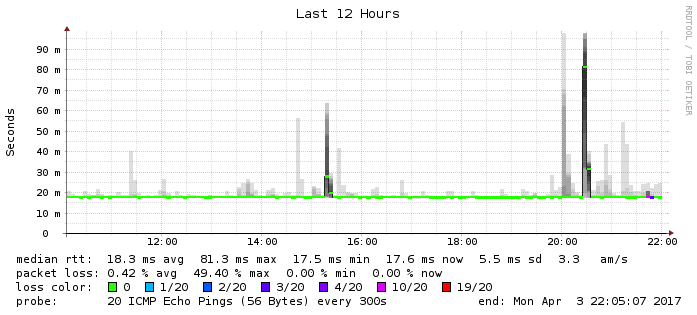 Last 12 Hours
RRDTOOL / TOBI OETIKER
Seconds
90 m
80 m
70 m
60 m
50 m
40 m
30 m
20 m
10 m
0
12:00 14:00 16:00 18:00 20:00 22:00
median rtt: 18.3 ms avg 81.3 ms max 17.5 ms min 17.6 ms now 5.5 ms sd 3.3 am/s
packet loss: 0.42 % avg 49.40 % max 0.00 % min 0.00 % now
loss color: 0 1/20 2/20 3/20 4/20 10/20 19/20
probe: 20 ICMP Echo Pings (56 Bytes) every 300s end: Mon Apr 3 22:05:07 2017